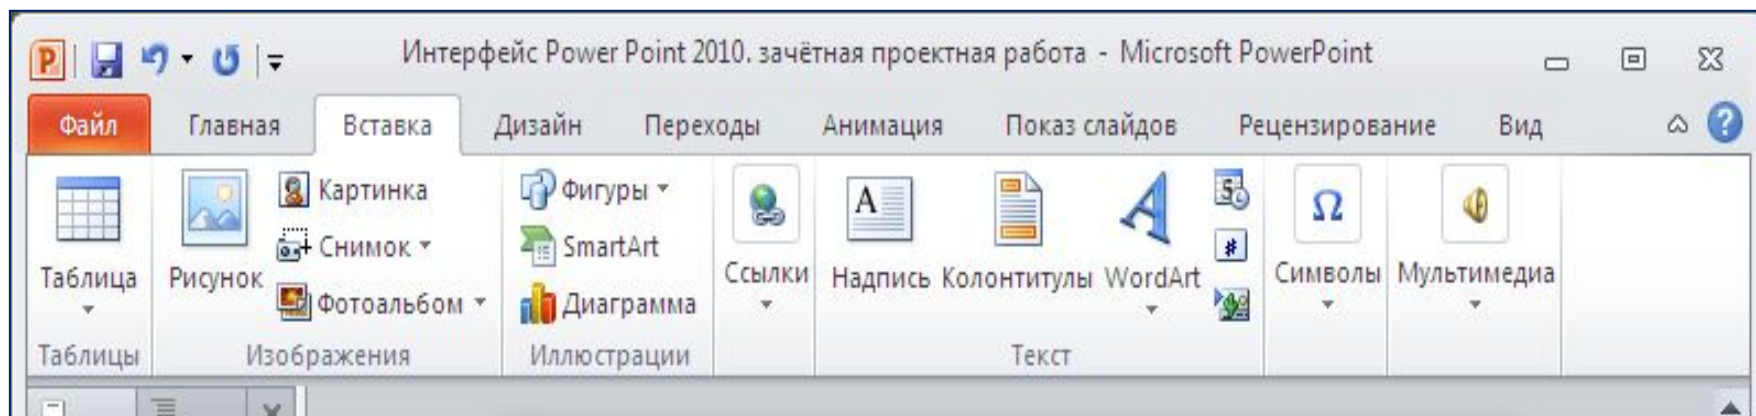 Интерфейс Power Point 2010. зачётная проектная работа - Microsoft PowerPoint
Файл Главная Вставка Дизайн Переходы Анимация Показ слайдов Рецензирование Вид
Картинка Фигуры
Снимок SmartArt
Таблица Рисунок Ссылки Надпись Колонтитулы WordArt Символы Мультимедиа
Фотоальбом Диаграмма
Таблицы Изображения Иллюстрации Текст